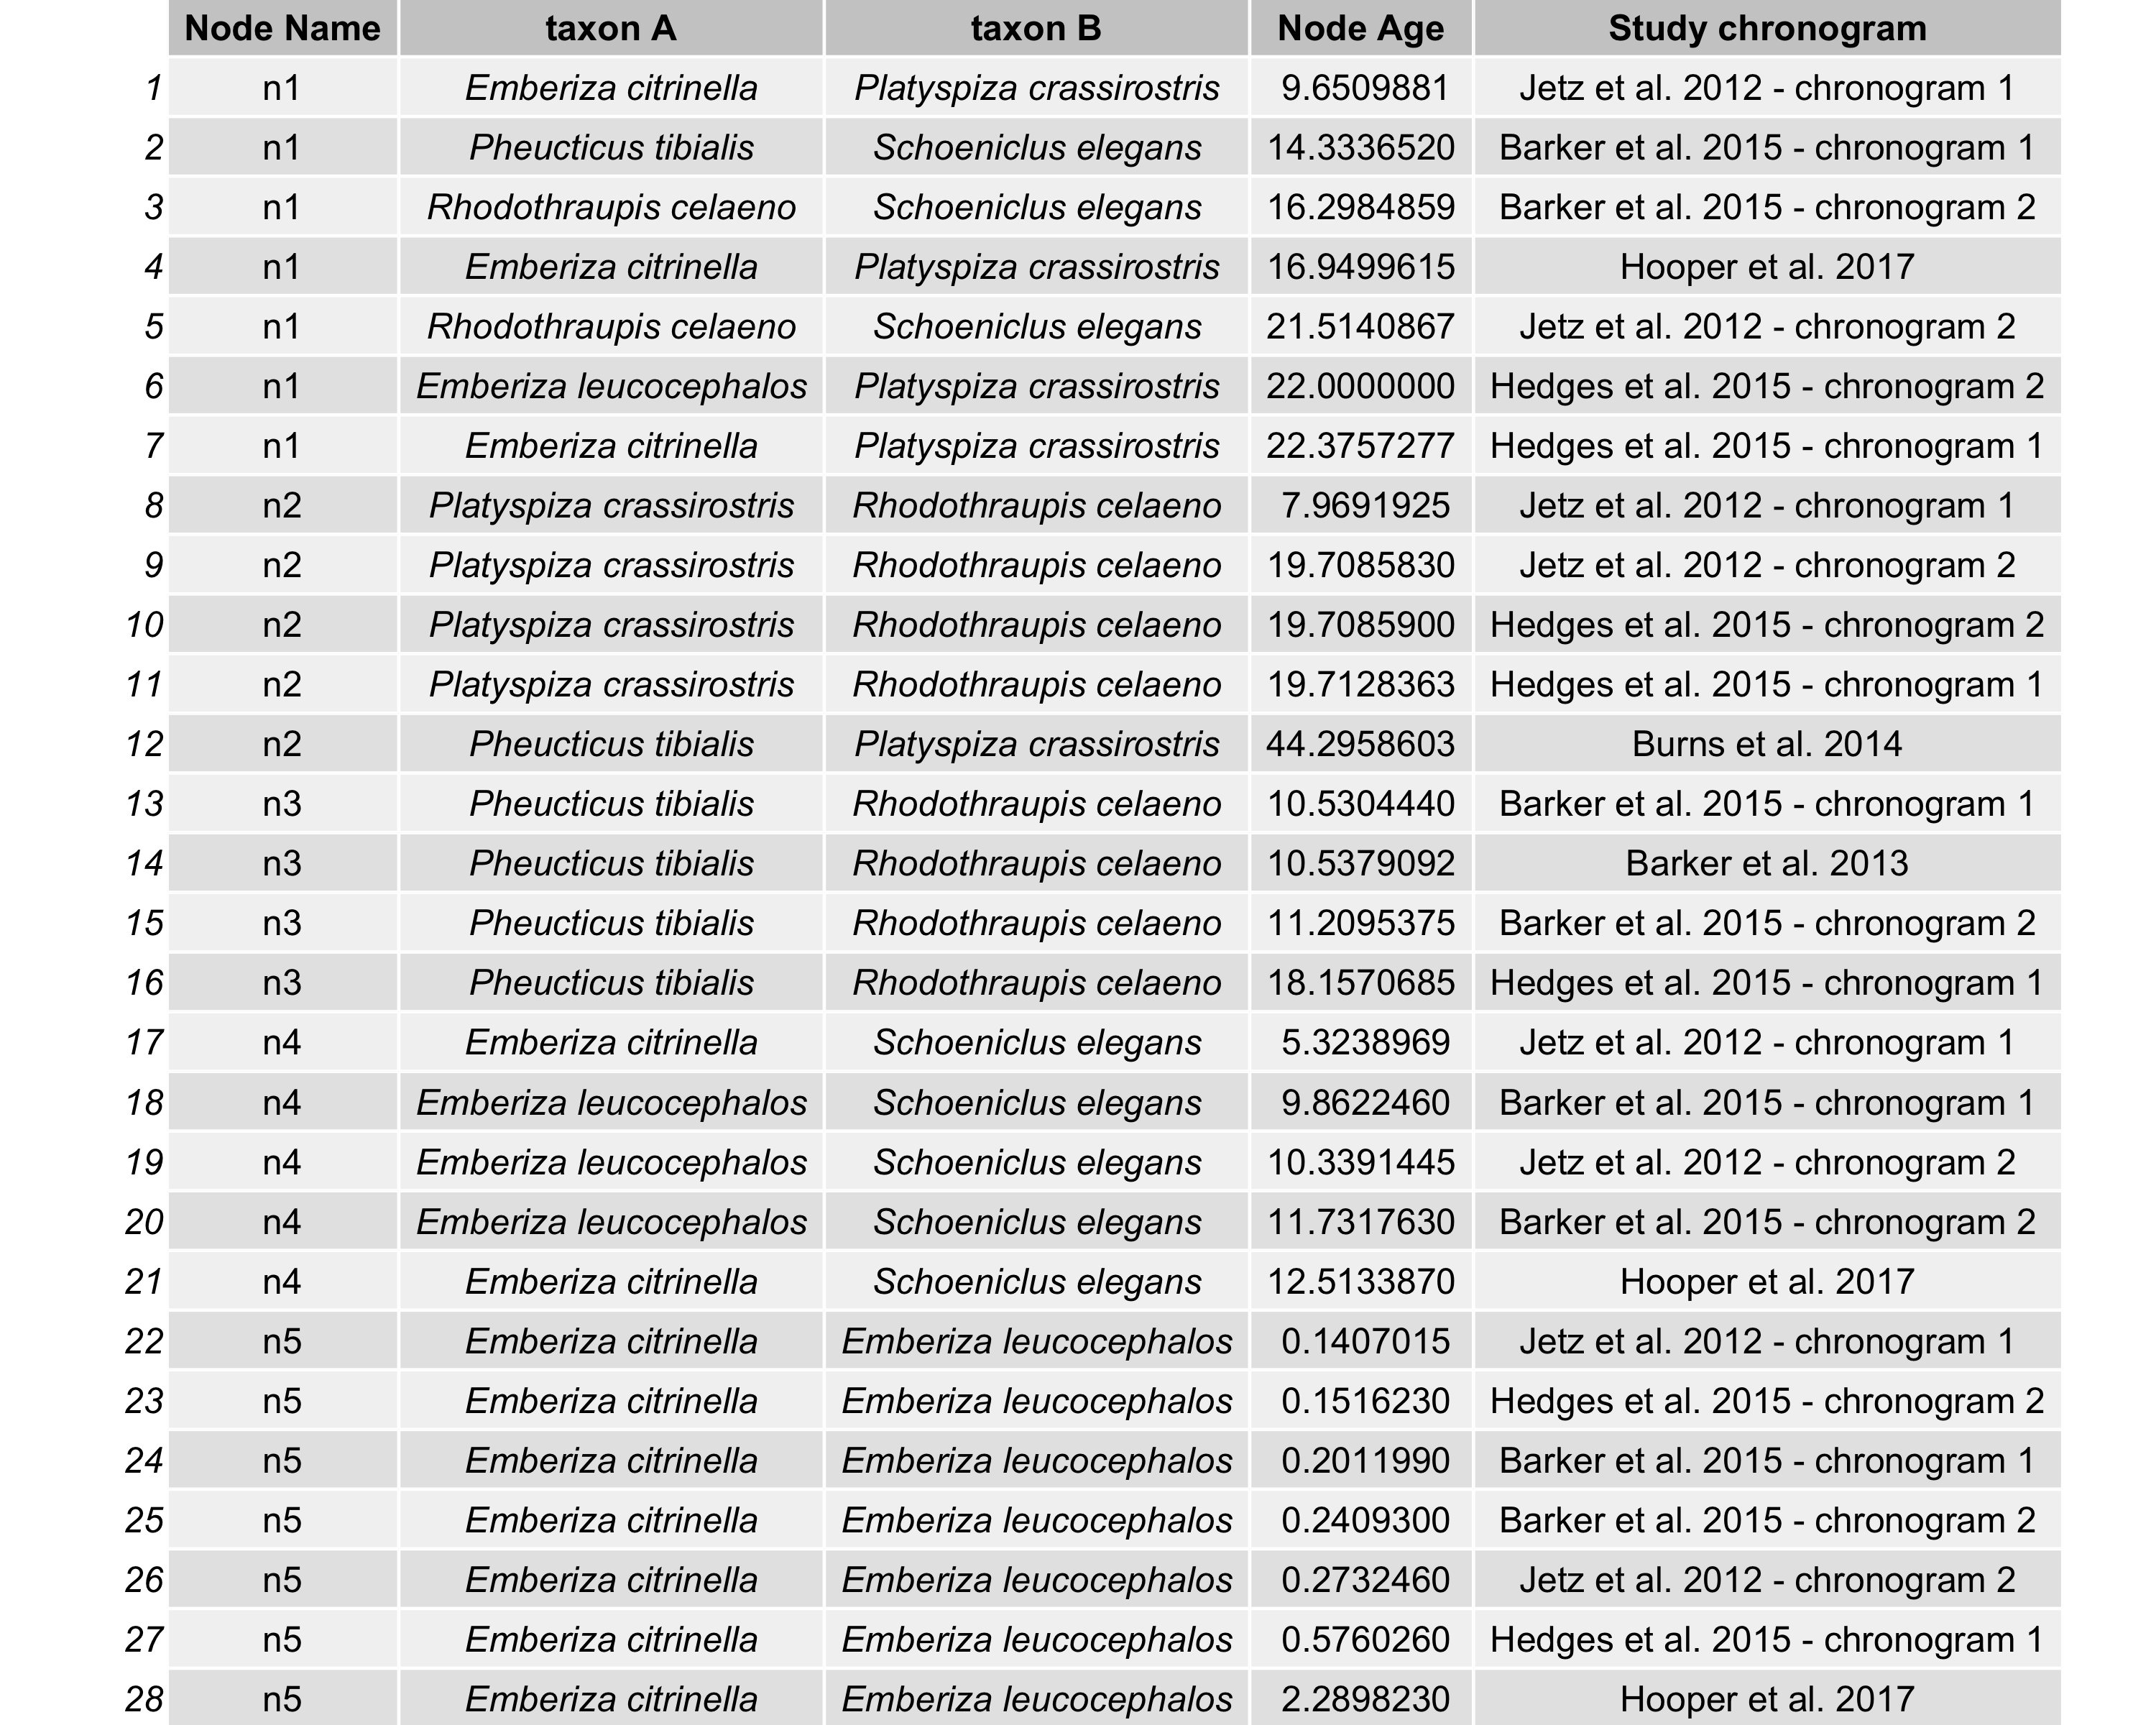 Node Name taxon A taxon B Node Age Study chronogram
1 n1 Emberiza citrinella Platyspiza crassirostris 9.6509881 Jetz et al. 2012 - chronogram 1
2 n1 Pheucticus tibialis Schoeniclus elegans 14.3336520 Barker et al. 2015 - chronogram 1
3 n1 Rhodothraupis celaeno Schoeniclus elegans 16.2984859 Barker et al. 2015 - chronogram 2
4 n1 Emberiza citrinella Platyspiza crassirostris 16.9499615 Hooper et al. 2017
5 n1 Rhodothraupis celaeno Schoeniclus elegans 21.5140867 Jetz et al. 2012 - chronogram 2
6 n1 Emberiza leucocephalos Platyspiza crassirostris 22.0000000 Hedges et al. 2015 - chronogram 2
7 n1 Emberiza citrinella Platyspiza crassirostris 22.3757277 Hedges et al. 2015 - chronogram 1
8 n2 Platyspiza crassirostris Rhodothraupis celaeno 7.9691925 Jetz et al. 2012 - chronogram 1
9 n2 Platyspiza crassirostris Rhodothraupis celaeno 19.7085830 Jetz et al. 2012 - chronogram 2
10 n2 Platyspiza crassirostris Rhodothraupis celaeno 19.7085900 Hedges et al. 2015 - chronogram 2
11 n2 Platyspiza crassirostris Rhodothraupis celaeno 19.7128363 Hedges et al. 2015 - chronogram 1
12 n2 Pheucticus tibialis Platyspiza crassirostris 44.2958603 Burns et al. 2014
13 n3 Pheucticus tibialis Rhodothraupis celaeno 10.5304440 Barker et al. 2015 - chronogram 1
14 n3 Pheucticus tibialis Rhodothraupis celaeno 10.5379092 Barker et al. 2013
15 n3 Pheucticus tibialis Rhodothraupis celaeno 11.2095375 Barker et al. 2015 - chronogram 2
16 n3 Pheucticus tibialis Rhodothraupis celaeno 18.1570685 Hedges et al. 2015 - chronogram 1
17 n4 Emberiza citrinella Schoeniclus elegans 5.3238969 Jetz et al. 2012 - chronogram 1
18 n4 Emberiza leucocephalos Schoeniclus elegans 9.8622460 Barker et al. 2015 - chronogram 1
19 n4 Emberiza leucocephalos Schoeniclus elegans 10.3391445 Jetz et al. 2012 - chronogram 2
20 n4 Emberiza leucocephalos Schoeniclus elegans 11.7317630 Barker et al. 2015 - chronogram 2
21 n4 Emberiza citrinella Schoeniclus elegans 12.5133870 Hooper et al. 2017
22 n5 Emberiza citrinella Emberiza leucocephalos 0.1407015 Jetz et al. 2012 - chronogram 1
23 n5 Emberiza citrinella Emberiza leucocephalos 0.1516230 Hedges et al. 2015 - chronogram 2
24 n5 Emberiza citrinella Emberiza leucocephalos 0.2011990 Barker et al. 2015 - chronogram 1
25 n5 Emberiza citrinella Emberiza leucocephalos 0.2409300 Barker et al. 2015 - chronogram 2
26 n5 Emberiza citrinella Emberiza leucocephalos 0.2732460 Jetz et al. 2012 - chronogram 2
27 n5 Emberiza citrinella Emberiza leucocephalos 0.5760260 Hedges et al. 2015 - chronogram 1
28 n5 Emberiza citrinella Emberiza leucocephalos 2.2898230 Hooper et al. 2017